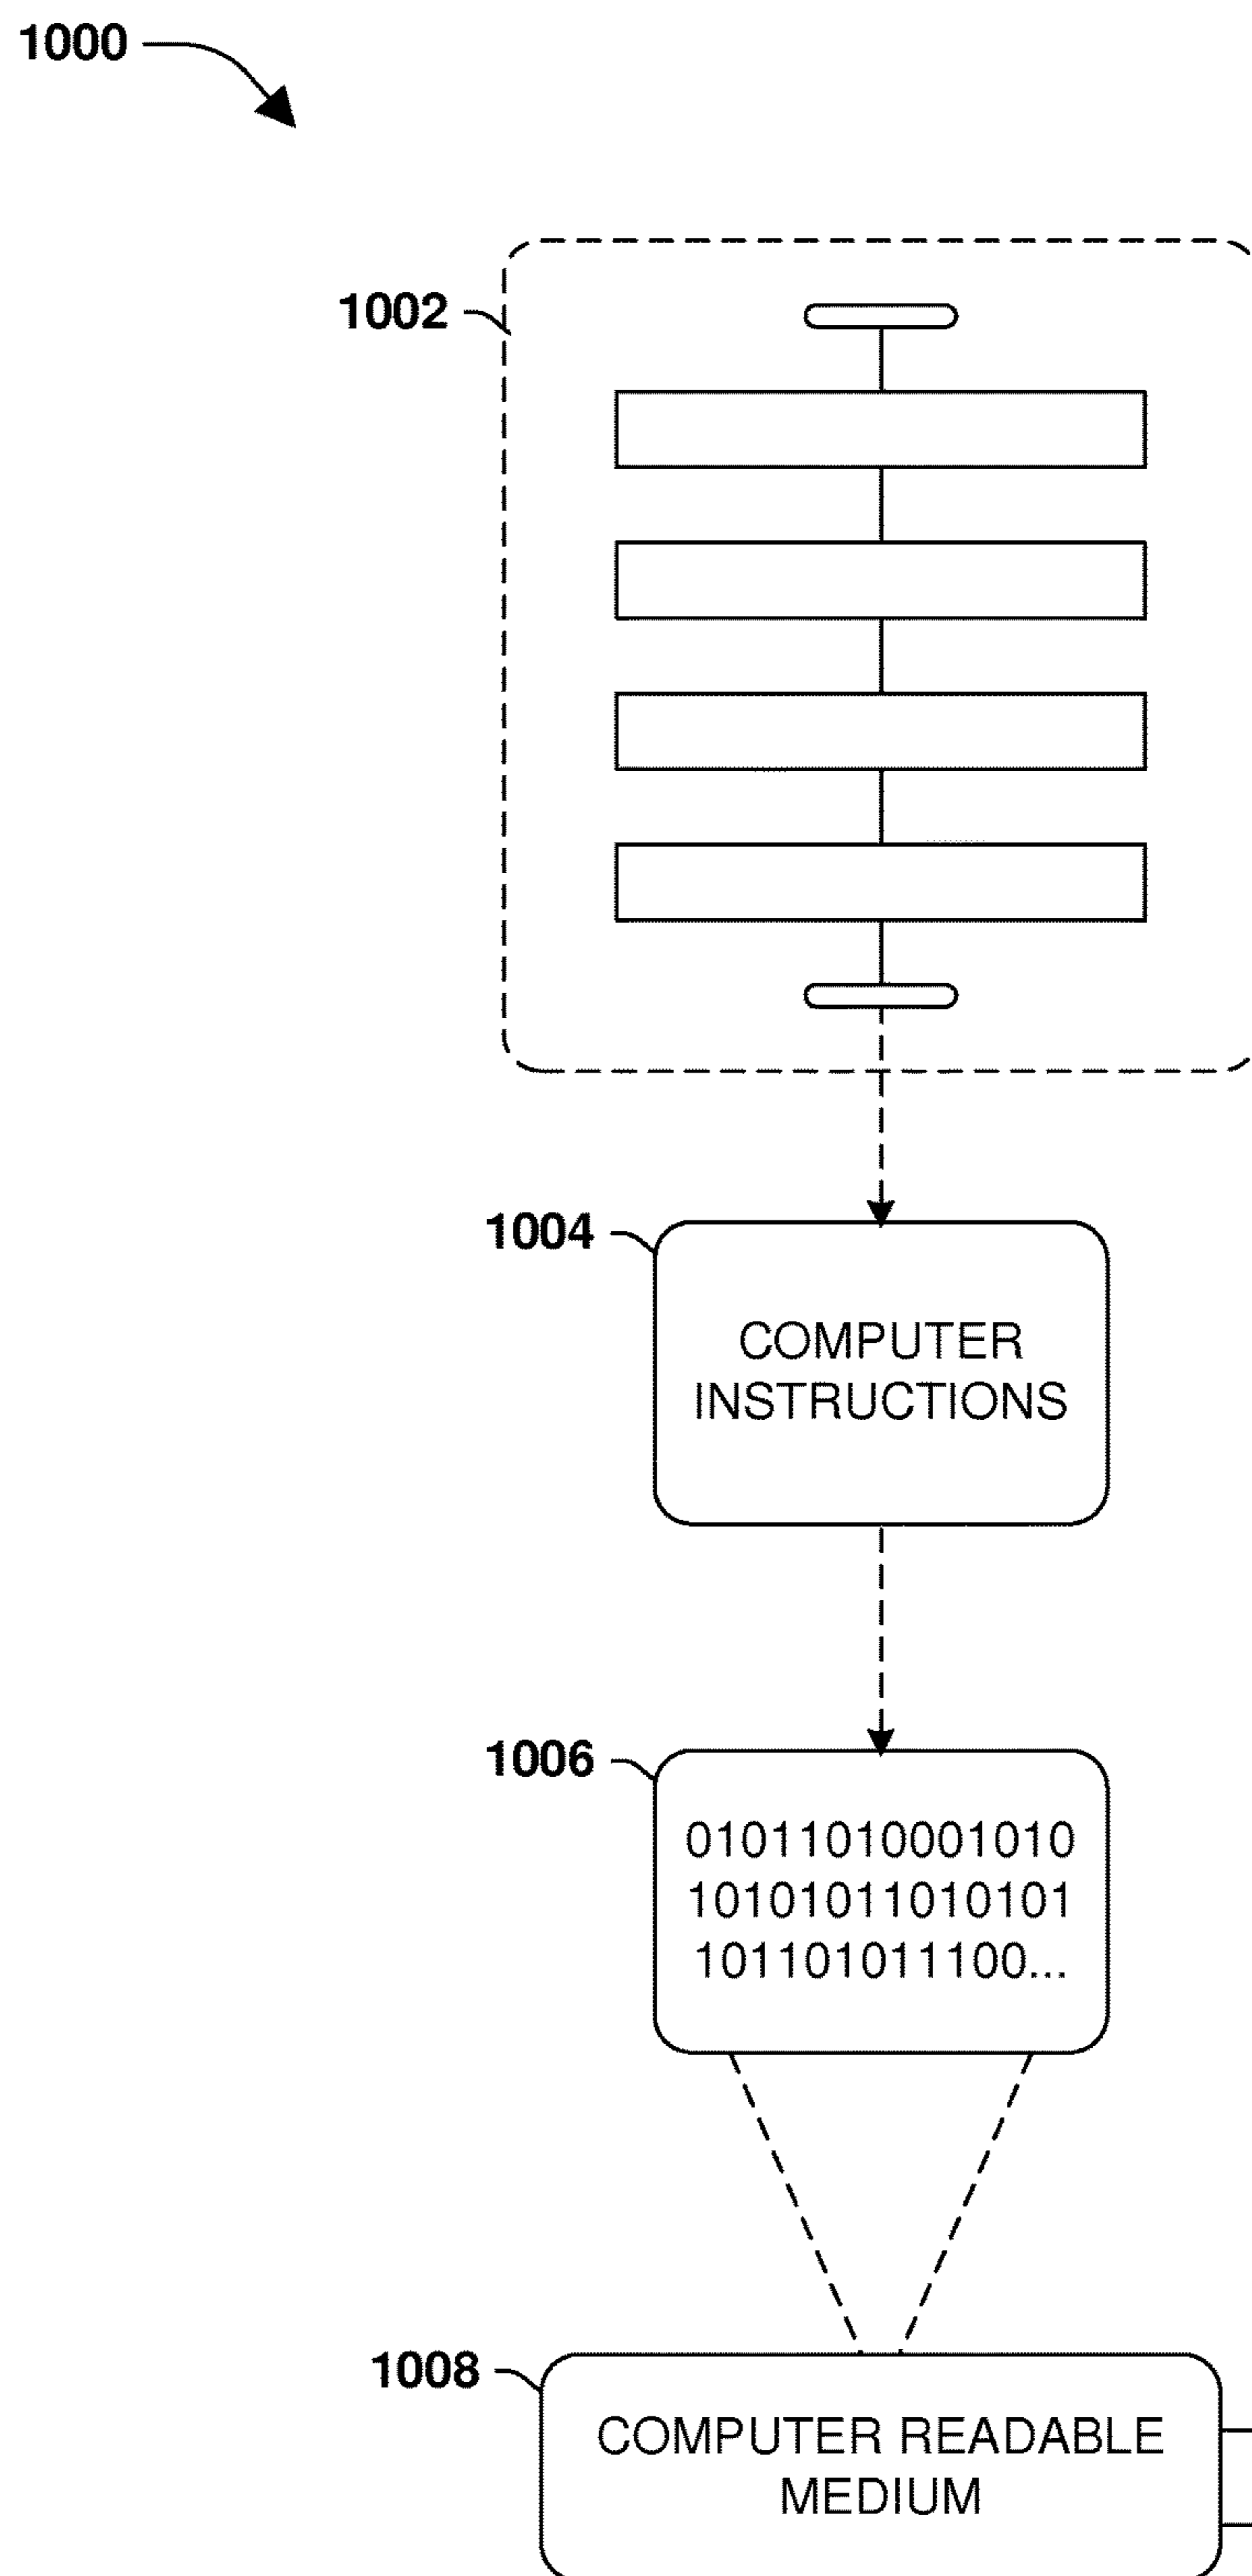 1000
1002
1004
COMPUTER
INSTRUCTIONS
1006
01011010001010
10101011010101
101101011100...
1008
COMPUTER READABLE
MEDIUM